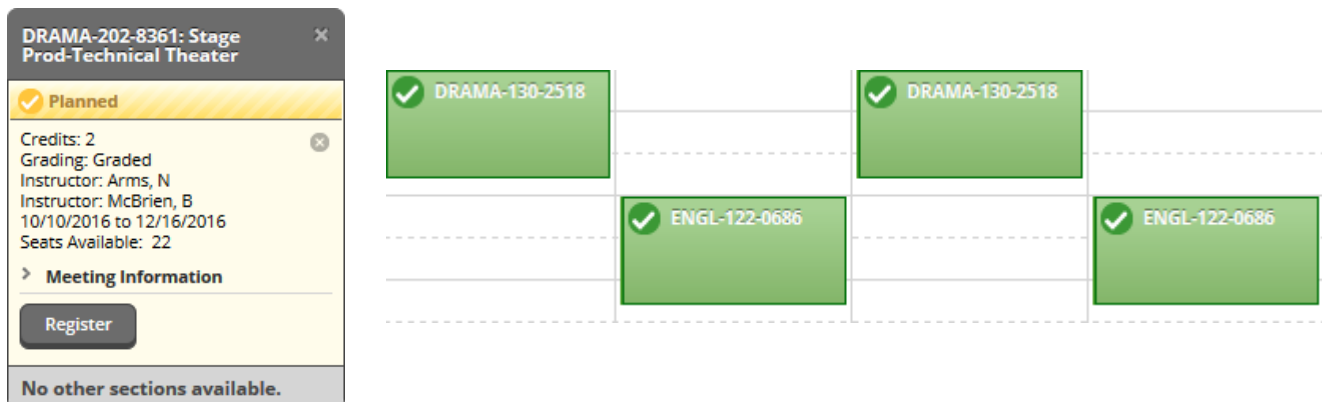 DRAMA-202-8361: Stage
Prod-Technical Theater
Planned
Credits: 2
Grading: Graded
Instructor: Arms, N
Instructor: McBrien, B
10/10/2016 to 12/16/2016
Seats Available: 22
Meeting Information
Register
No other sections available.
DRAMA-130-2518
DRAMA-130-2518
ENGL-122-0686
ENGL-122-0686